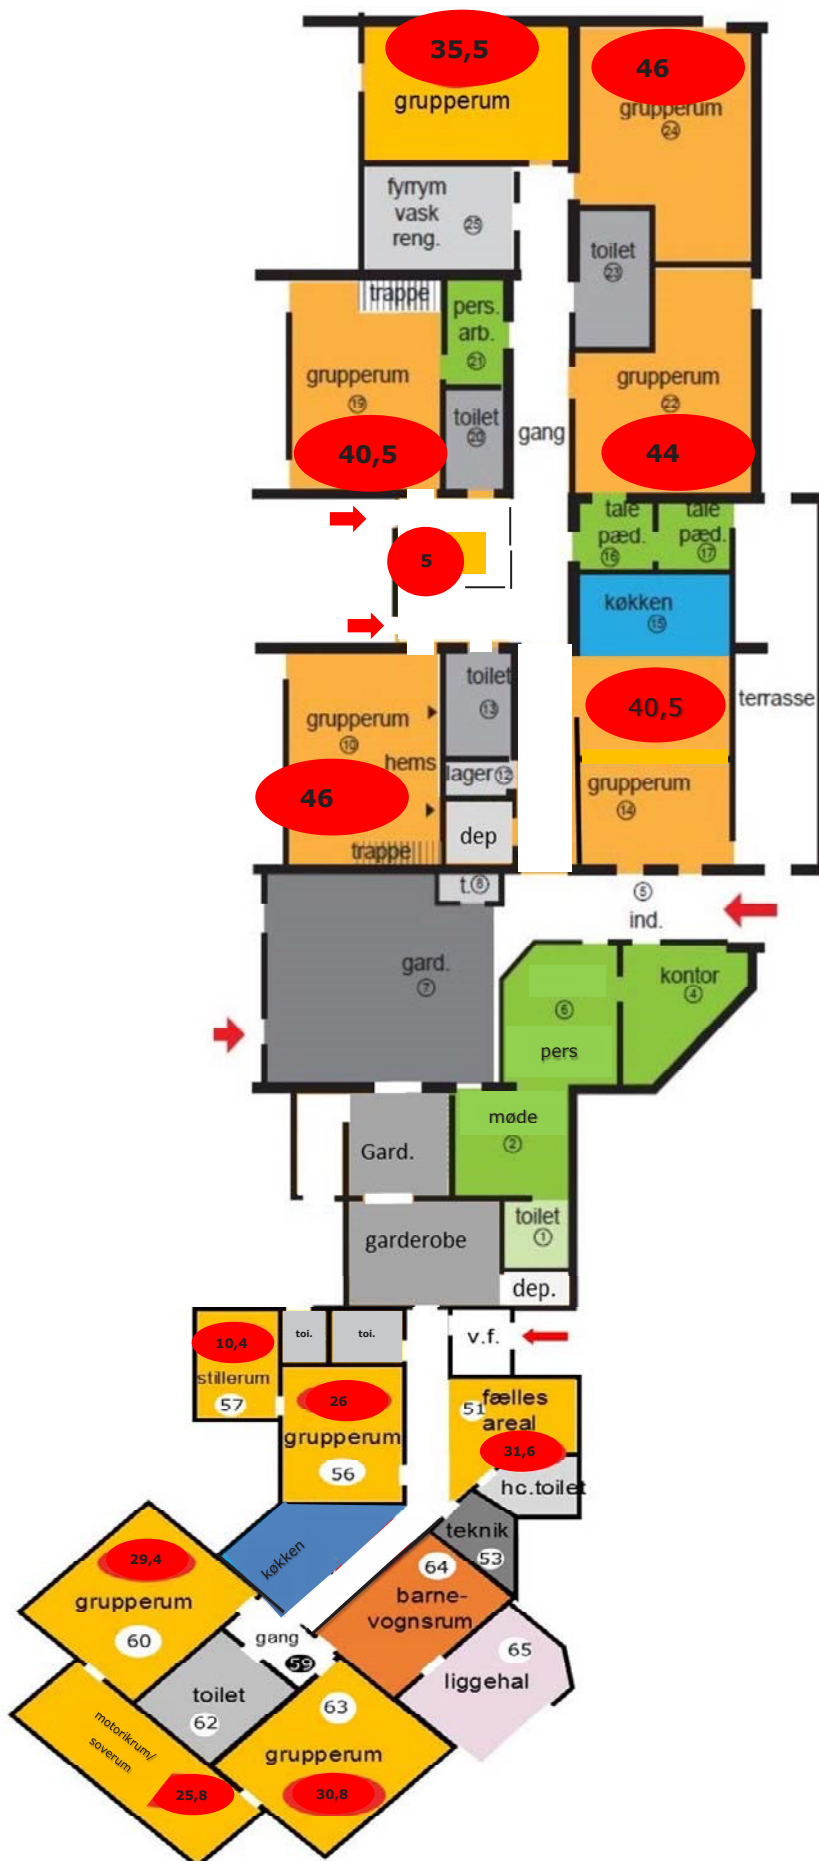 35,5
grupperum
46
grupperum
24
fyrrym
vask
reng.
25
toilet
23
trappe
pers.
arb.
21
grupperum
19
40,5
toilet
20
gang
grupperum
22
44
tale
pæd.
16
tale
pæd.
17
5
køkken
15
toilet
13
grupperum
10
hems
46
trappe
lager 12
dep
40,5
grupperum
14
terrasse
t. 8
5
ind.
gard.
7
6
pers
kontor
4
Gard.
møde
2
garderobe
toilet
1
dep.
10,4
stillerum
57
toi.
toi.
v.f.
26
grupperum
56
51
fælles
areal
31,6
hc.toilet
køkken
teknik
53
64
barne-
vognsrum
65
liggehal
29,4
grupperum
60
gang
59
toilet
62
63
grupperum
30,8
motorikrum/
soverum
25,8